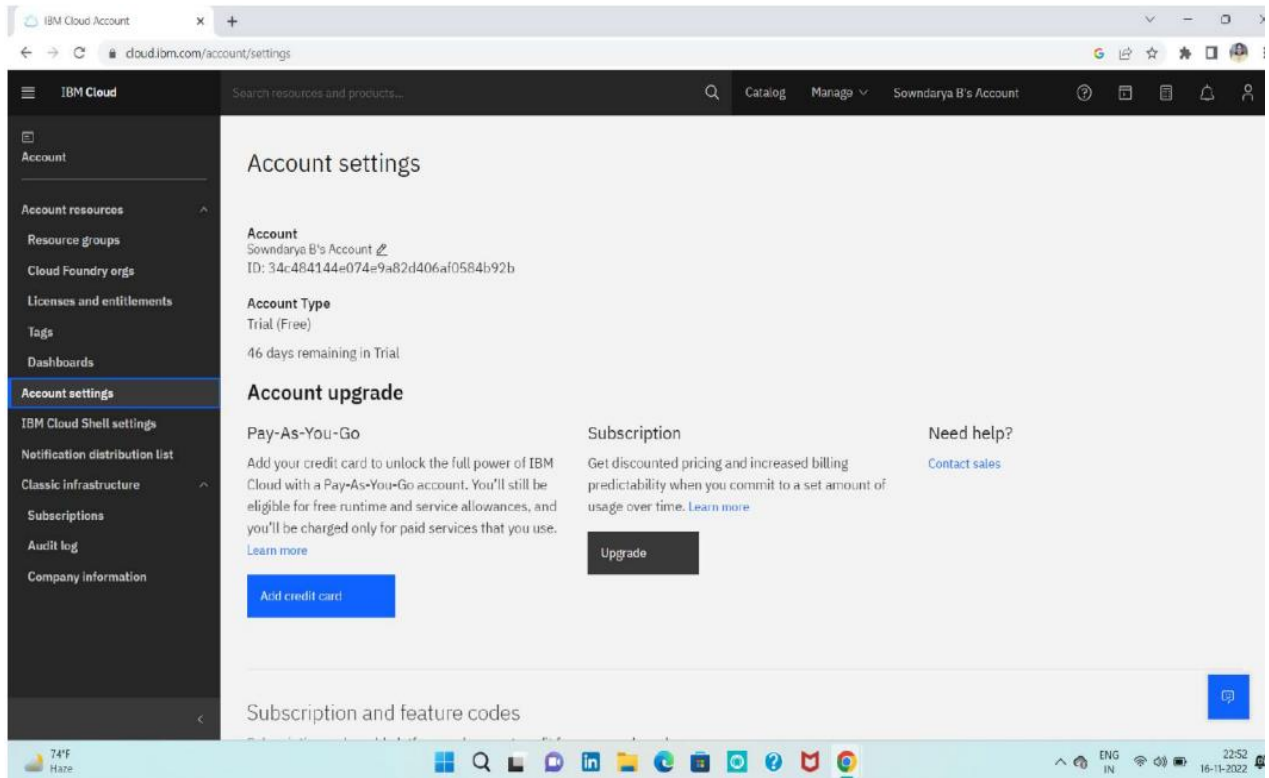 IBM Cloud Account
cloud.ibm.com/account/settings
IBM Cloud
Search resources and products...
Catalog
Manage
Sowndarya B's Account
Account
Account resources
Resource groups
Cloud Foundry orgs
Licenses and entitlements
Tags
Dashboards
Account settings
IBM Cloud Shell settings
Notification distribution list
Classic infrastructure
Subscriptions
Audit log
Company information
Account settings
Account
Sowndarya B's Account
ID: 34c484144e074e9a82d406af0584b92b
Account Type
Trial (Free)
46 days remaining in Trial
Account upgrade
Pay-As-You-Go
Add your credit card to unlock the full power of IBM
Cloud with a Pay-As-You-Go account. You'll still be
eligible for free runtime and service allowances, and
you'll be charged only for paid services that you use.
Learn more
Add credit card
Subscription
Get discounted pricing and increased billing
predictability when you commit to a set amount of
usage over time. Learn more
Upgrade
Need help?
Contact sales
Subscription and feature codes
74°F
Haze
ENG
IN
22:52
16-11-2022